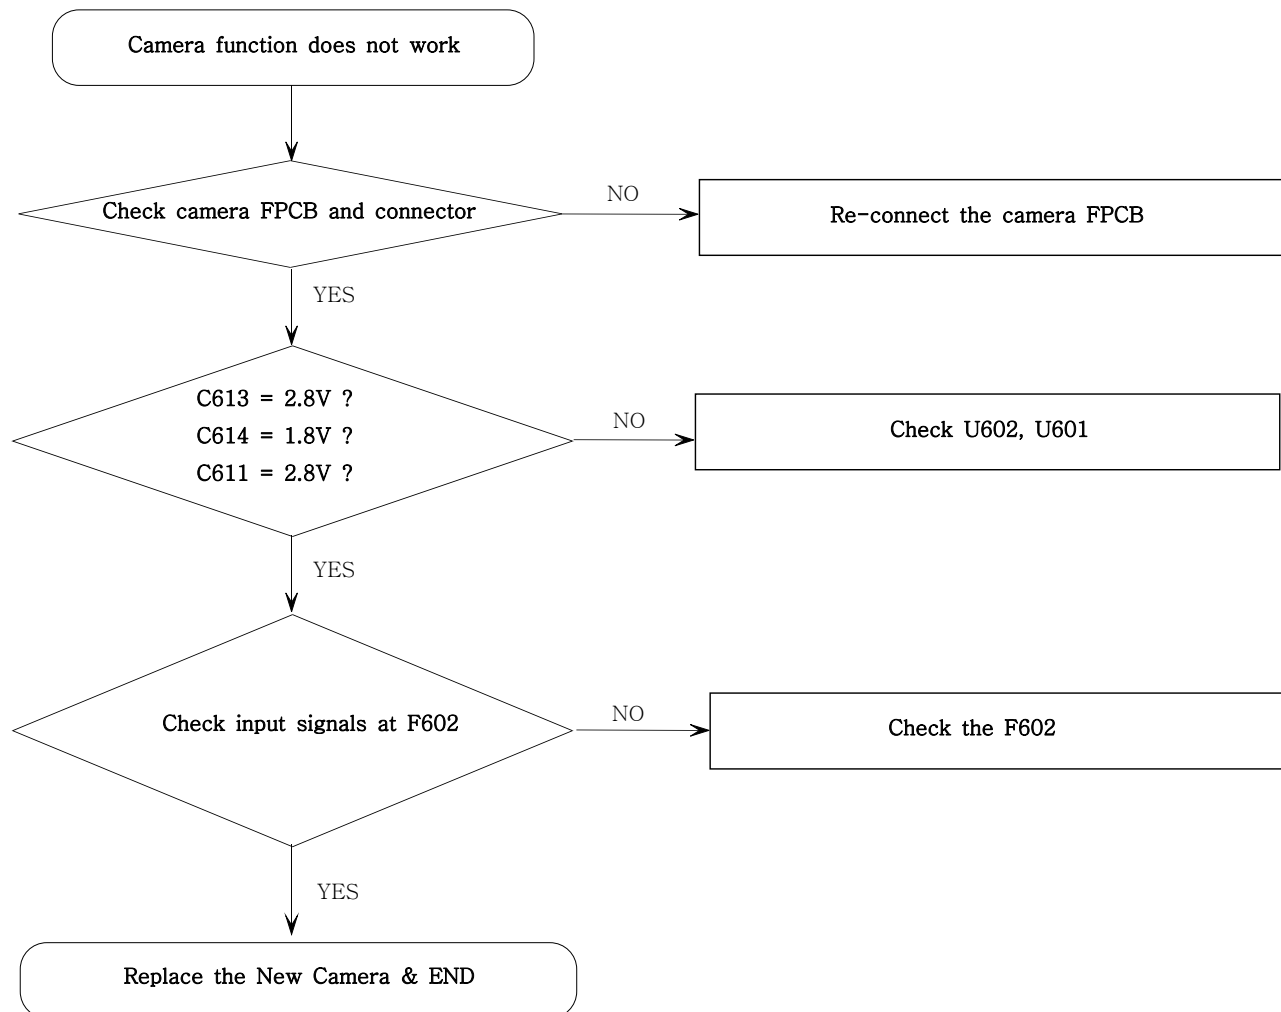 Camera function does not work
Check camera FPCB and connector
NO
Re-connect the camera FPCB
YES
C613 = 2.8V ?
C614 = 1.8V ?
C611 = 2.8V ?
NO
Check U602, U601
YES
Check input signals at F602
NO
Check the F602
YES
Replace the New Camera & END